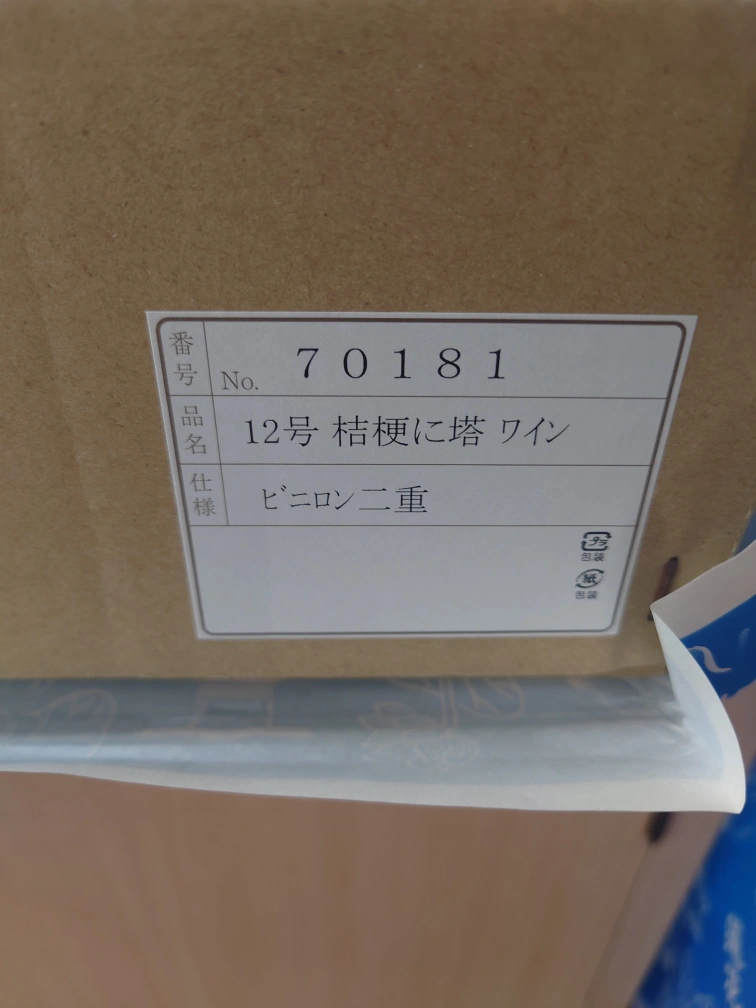 番号 No. 70181
品名 12号 桔梗に塔 ワイン
仕様 ビニロン二重
プラ
包装
紙
包装